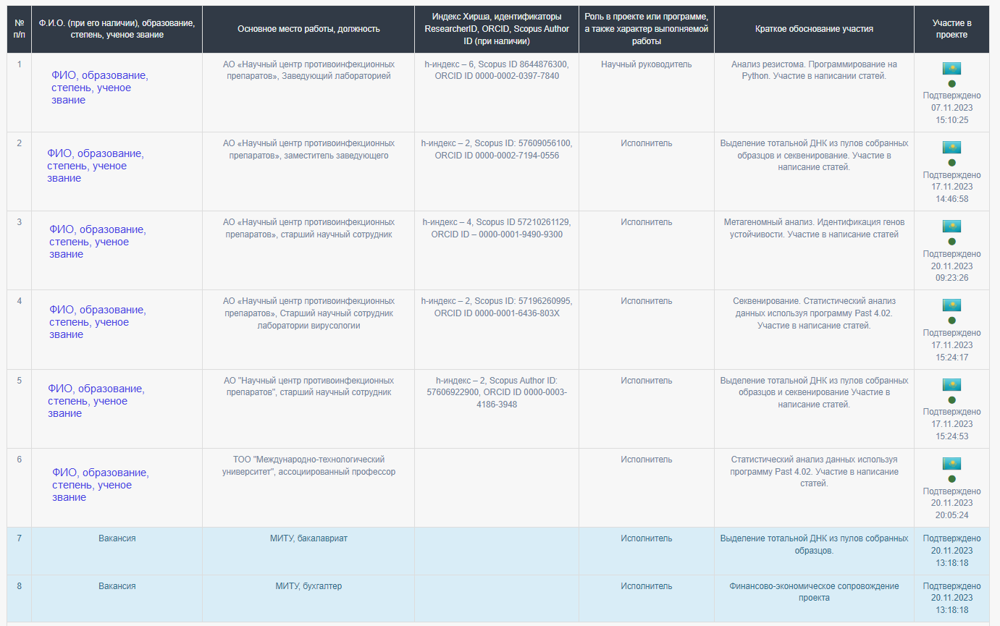 №
п/п
Ф.И.О. (при его наличии), образование,
степень, ученое звание
Основное место работы, должность
Индекс Хирша, идентификаторы
ResearcherID, ORCID, Scopus Author
ID (при наличии)
Роль в проекте или программе,
а также характер выполняемой
работы
Краткое обоснование участия
Участие в
проекте
1
ФИО, образование,
степень, ученое
звание
АО «Научный центр противоинфекционных
препаратов», Заведующий лабораторией
h-индекс – 6, Scopus ID 8644876300,
ORCID ID 0000-0002-0397-7840
Научный руководитель
Анализ резистома. Программирование на
Python. Участие в написании статей.
Подтверждено
07.11.2023
15:10:25
2
ФИО, образование,
степень, ученое
звание
АО «Научный центр противоинфекционных
препаратов», заместитель заведующего
h-индекс – 2, Scopus ID: 57609056100,
ORCID ID 0000-0002-7194-0556
Исполнитель
Выделение тотальной ДНК из пулов собранных
образцов и секвенирование. Участие в
написание статей.
Подтверждено
17.11.2023
14:46:58
3
ФИО, образование,
степень, ученое
звание
АО «Научный центр противоинфекционных
препаратов», старший научный сотрудник
h-индекс – 4, Scopus ID 57210261129,
ORCID ID – 0000-0001-9490-9300
Исполнитель
Метагеномный анализ. Идентификация генов
устойчивости. Участие в написание статей
Подтверждено
20.11.2023
09:23:26
4
ФИО, образование,
степень, ученое
звание
АО «Научный центр противоинфекционных
препаратов», Старший научный сотрудник
лаборатории вирусологии
h-индекс – 2, Scopus ID: 57196260995,
ORCID ID 0000-0001-6436-803X
Исполнитель
Секвенирование. Статистический анализ
данных используя программу Past 4.02.
Участие в написание статей.
Подтверждено
17.11.2023
15:24:17
5
ФИО, образование,
степень, ученое
звание
АО "Научный центр противоинфекционных
препаратов", старший научный сотрудник
h-индекс – 2, Scopus Author ID:
57606922900, ORCID ID 0000-0003-
4186-3948
Исполнитель
Выделение тотальной ДНК из пулов собранных
образцов и секвенирование Участие в
написание статей.
Подтверждено
17.11.2023
15:24:53
6
ФИО, образование,
степень, ученое
звание
ТОО "Международно-технологический
университет", ассоциированный профессор
Исполнитель
Статистический анализ данных используя
программу Past 4.02. Участие в написание
статей.
Подтверждено
20.11.2023
20:05:24
7
Вакансия
МИТУ, бакалавриат
Исполнитель
Выделение тотальной ДНК из пулов собранных
образцов.
Подтверждено
20.11.2023
13:18:18
8
Вакансия
МИТУ, бухгалтер
Исполнитель
Финансово-экономическое сопровождение
проекта
Подтверждено
20.11.2023
13:18:18